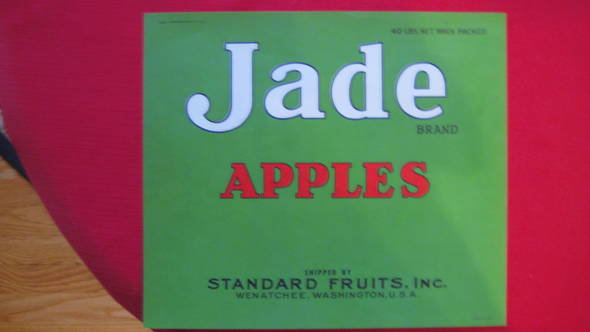 40 LBS. NET WHEN PACKED
Jade
BRAND
APPLES
SHIPPED BY
STANDARD FRUITS, INC.
WENATCHEE, WASHINGTON, U.S.A.